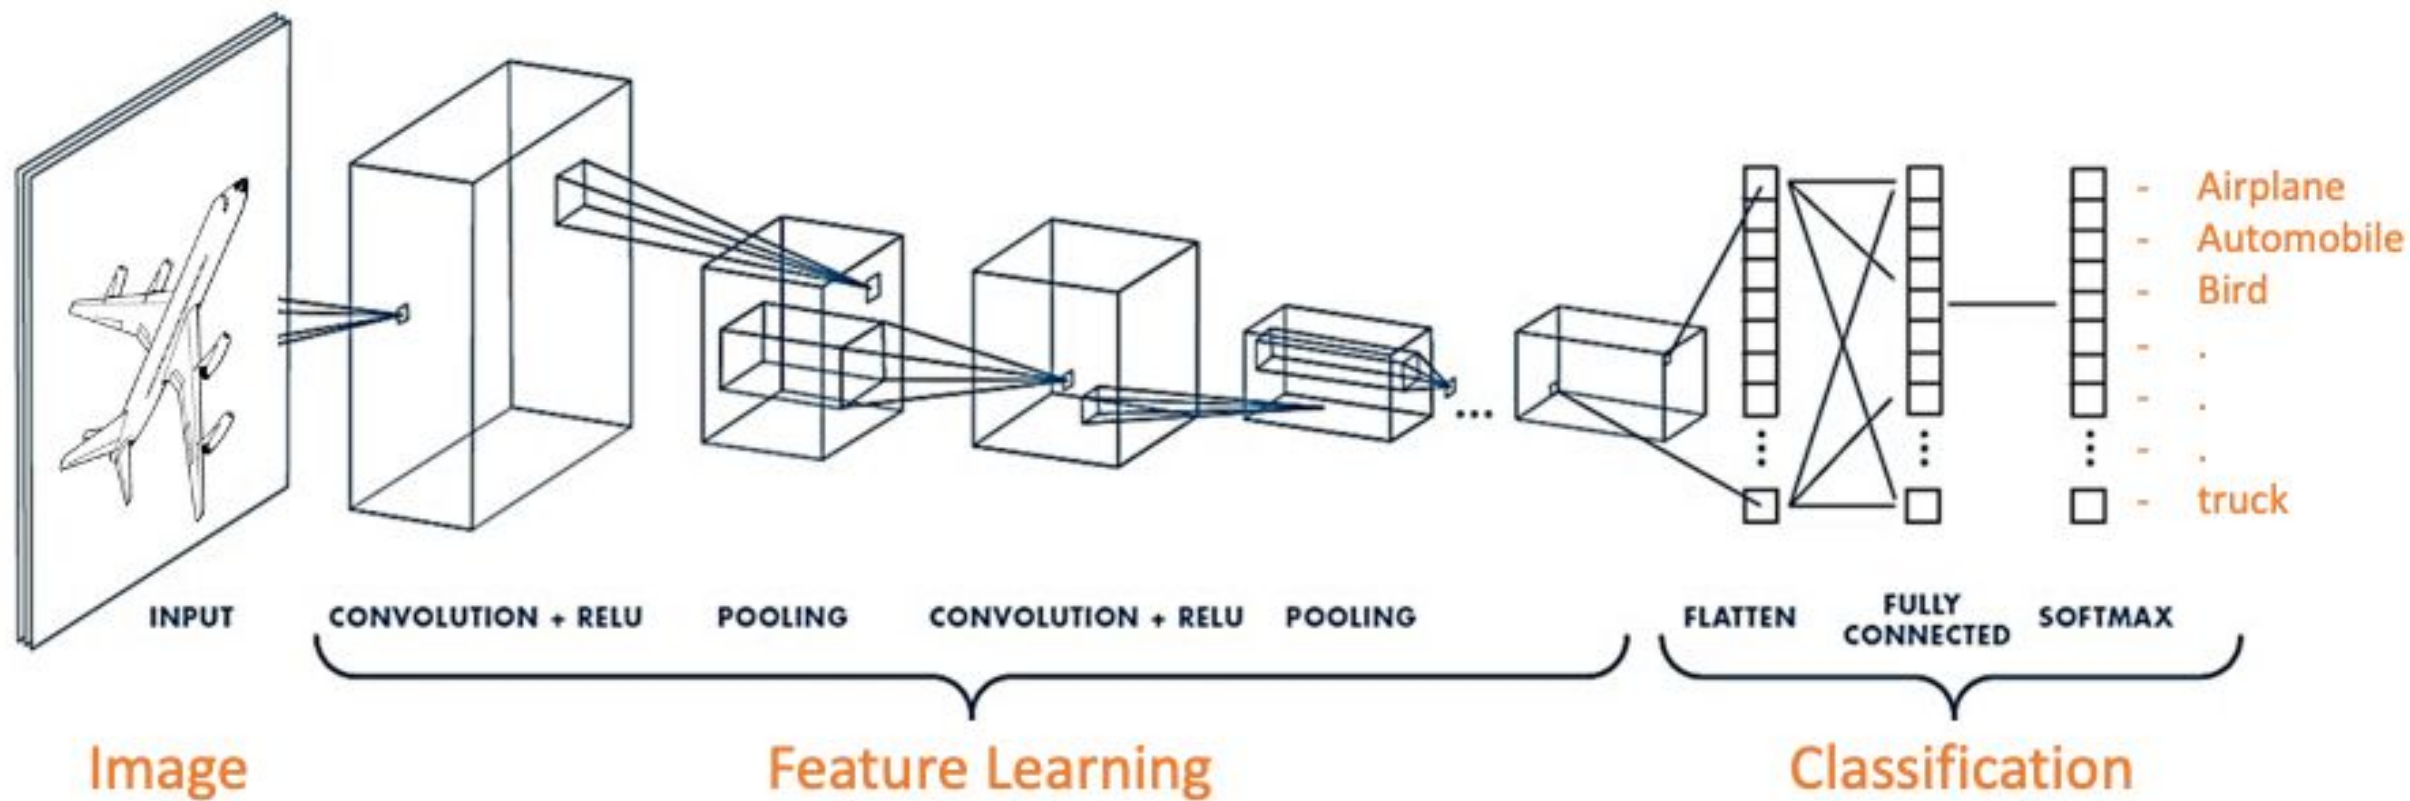 - Airplane
- Automobile
- Bird
- .
- .
- .
- truck
INPUT
CONVOLUTION + RELU
POOLING
CONVOLUTION + RELU
POOLING
FLATTEN
FULLY
CONNECTED
SOFTMAX
Image
Feature Learning
Classification